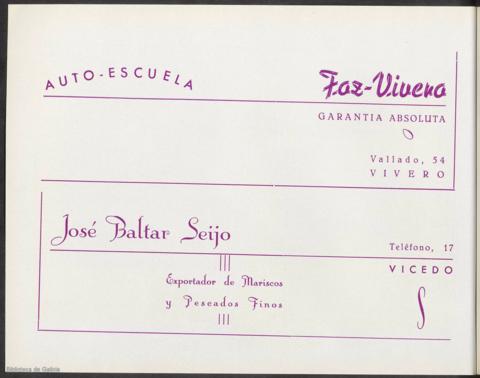 AUTO-ESCUELA
Foz-Vivero
GARANTIA ABSOLUTA
Vallado, 54
VIVERO
José Baltar Seijo
Teléfono, 17
VICEDO
Exportador de Mariscos
y Pescados Finos
Biblioteca de Galicia